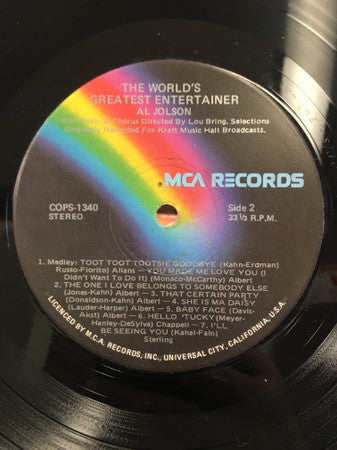 THE WORLD'S
GREATEST ENTERTAINER
AL JOLSON
With Orch. & Chorus Directed By Lou Bring, Selections
Originally Recorded For Kraft Music Hall Broadcasts.
MCA RECORDS
COPS-1340
STEREO
Side 2
33⅓ R.P.M.
1. Medley: TOOT TOOT TOOTSIE GOODBYE (Kahn-Erdman)
Russo-Fiorito) Allans – YOU MADE ME LOVE YOU (I
Didn't Want To Do It) (Monaco-McCarthy) Albert
2. THE ONE I LOVE BELONGS TO SOMEBODY ELSE
(Jones-Kahn) Albert – 3. THAT CERTAIN PARTY
(Donaldson-Kahn) Albert – 4. SHE IS MA DAISY
(Lauder-Harper) Albert – 5. BABY FACE (Davis-
Akst) Albert – 6. HELLO 'TUCKY (Meyer-
Hanley-DeSylva) Chappell – 7. I'LL
BE SEEING YOU (Kahal-Fain)
Sterling
LICENCED BY M.C.A. RECORDS, INC., UNIVERSAL CITY, CALIFORNIA, U.S.A.